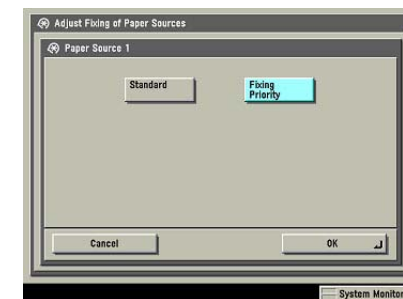 Adjust Fixing of Paper Sources
Paper Source 1
Standard
Fixing
Priority
Cancel
OK
System Monitor